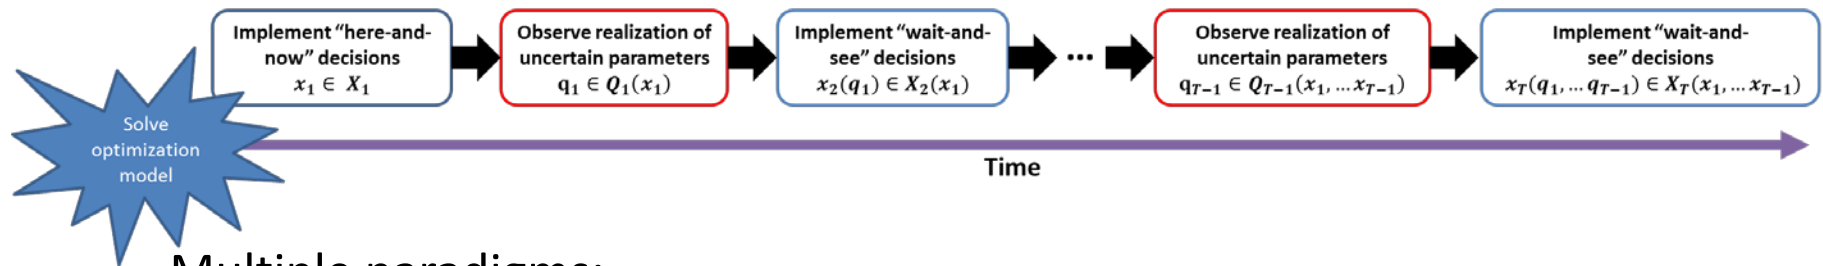 Implement “here-and-
now” decisions
x₁ ∈ X₁
Observe realization of
uncertain parameters
q₁ ∈ Q₁(x₁)
Implement “wait-and-
see” decisions
x₂(q₁) ∈ X₂(x₁)
...
Observe realization of
uncertain parameters
q_{T−1} ∈ Q_{T−1}(x₁, … x_{T−1})
Implement “wait-and-
see” decisions
x_T(q₁, … q_{T−1}) ∈ X_T(x₁, … x_{T−1})
Solve
optimization
model
Time
Multiple paradigms: